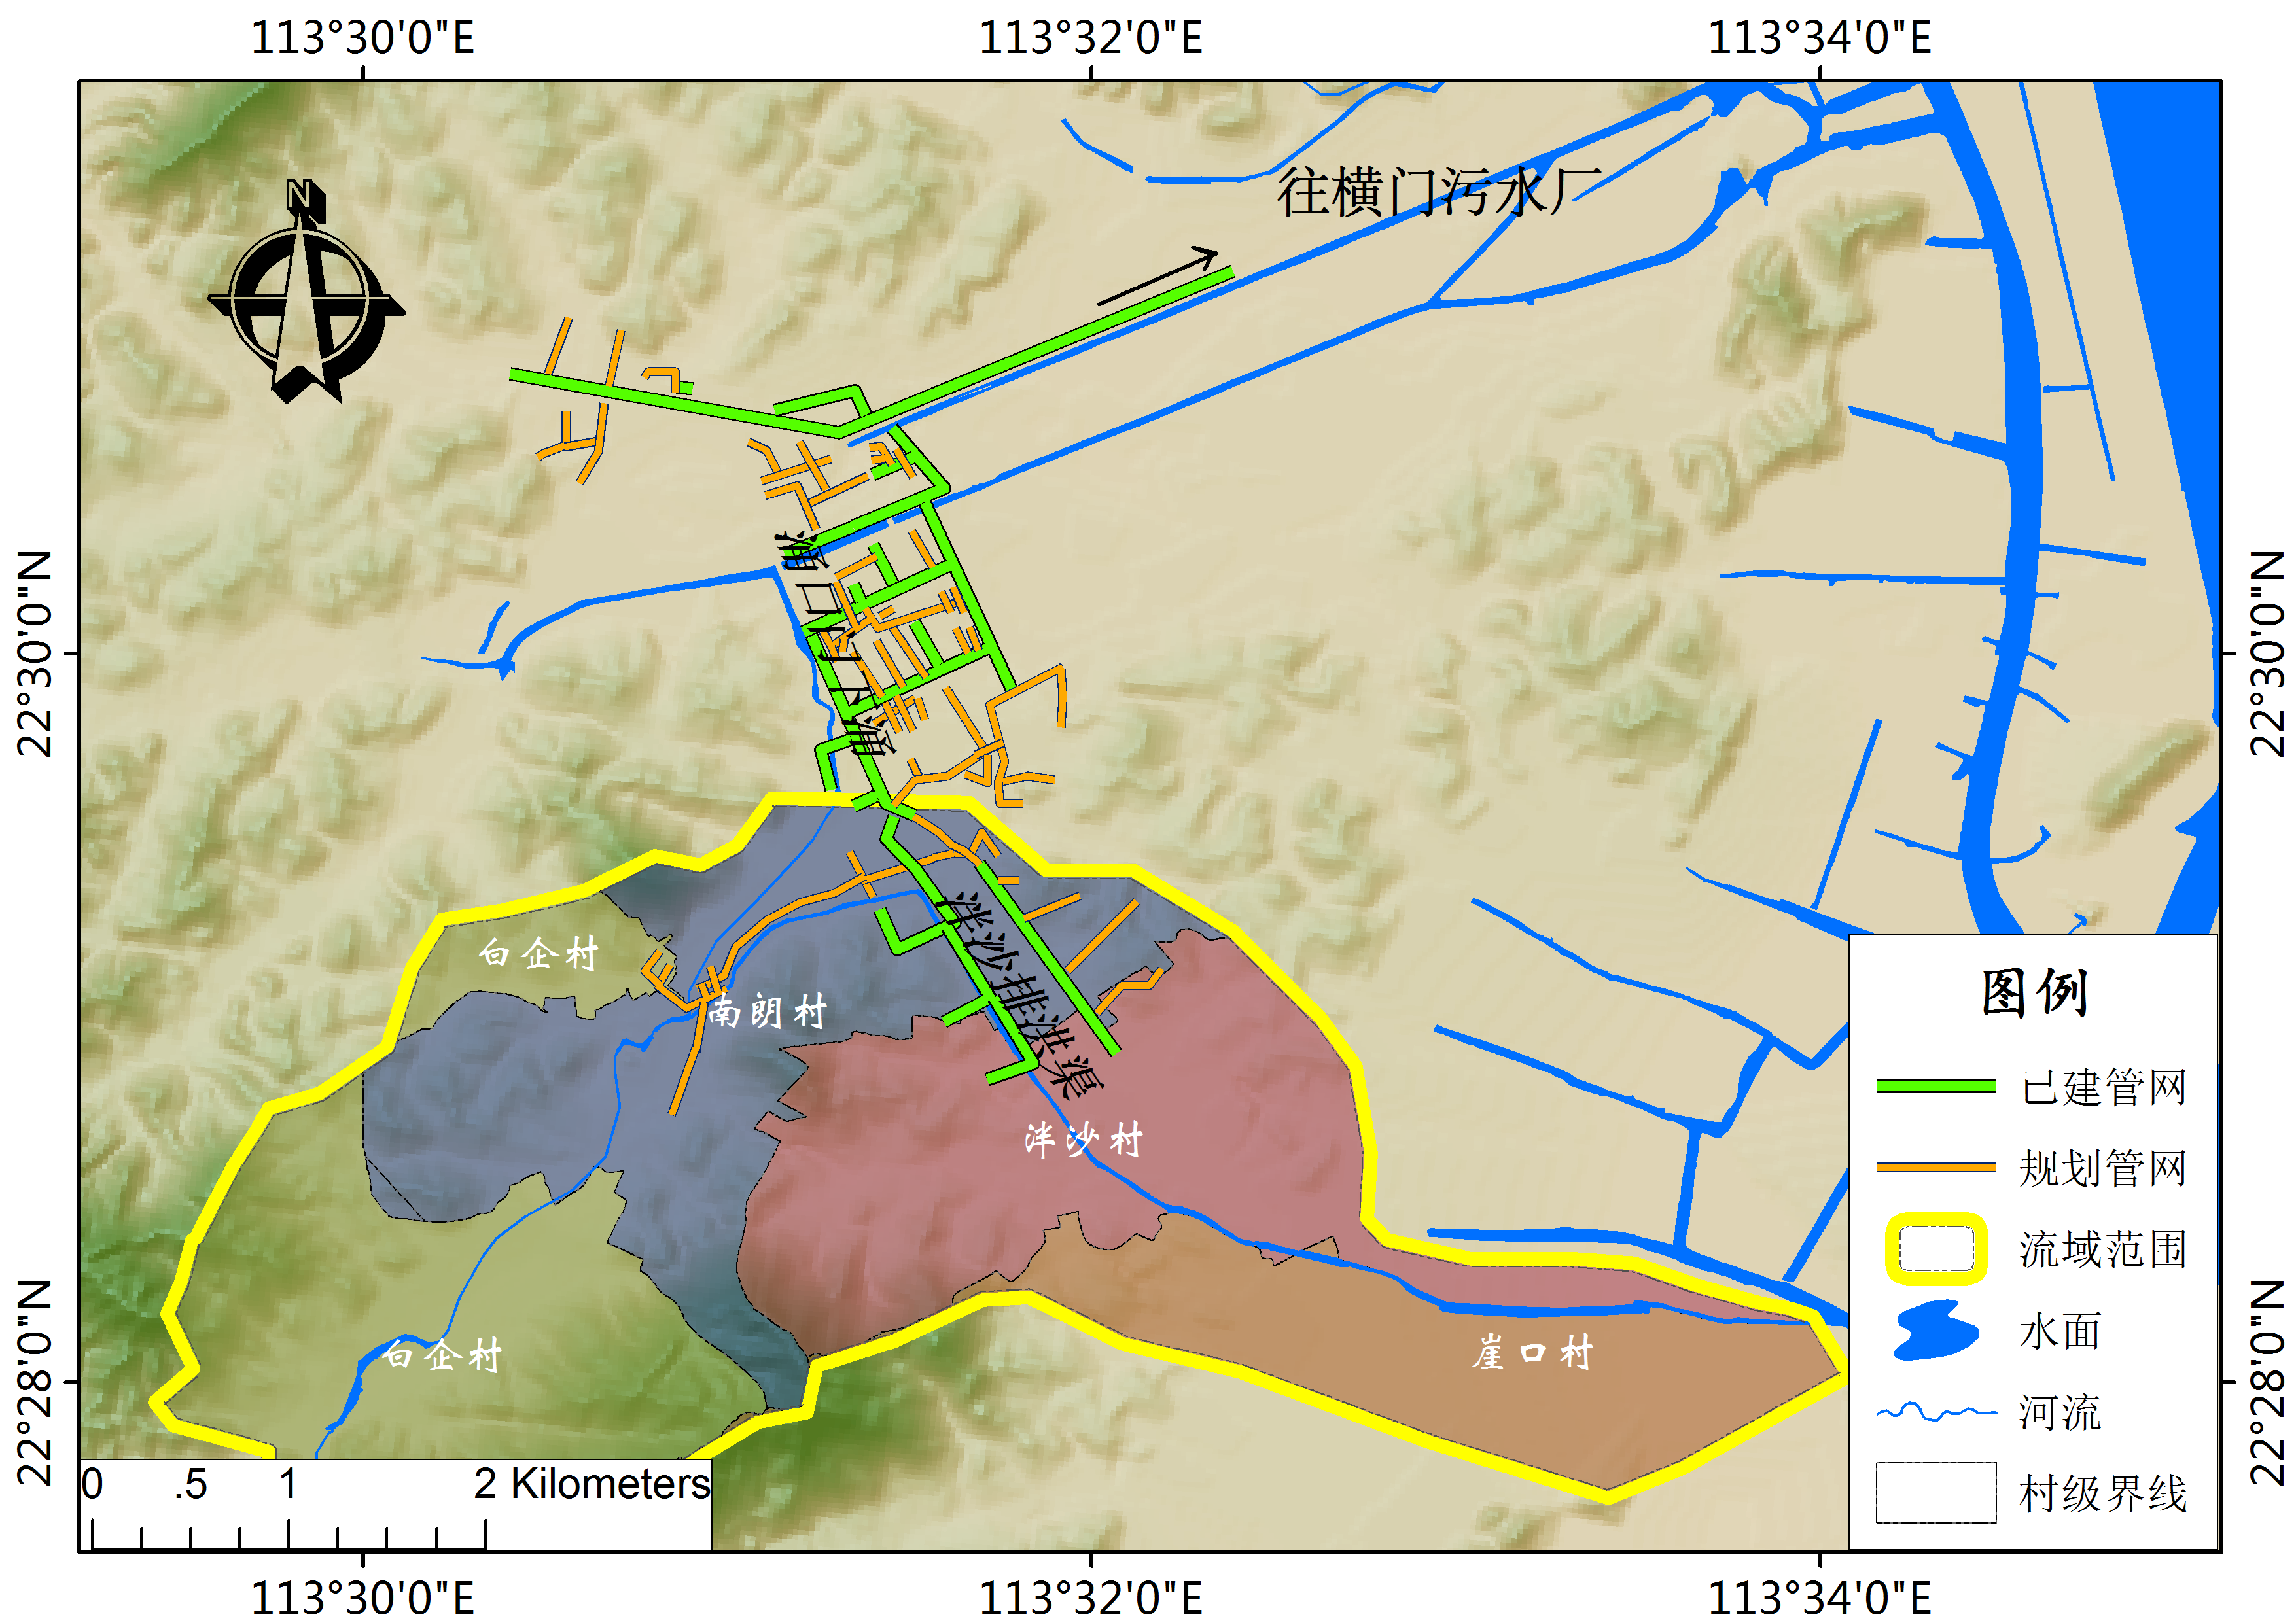 113°30'0"E
113°32'0"E
113°34'0"E
N
往横门污水厂
22°30'0"N
22°30'0"N
涌口门下涌
泮沙排洪渠
白企村
南朗村
泮沙村
白企村
崖口村
22°28'0"N
22°28'0"N
图例
已建管网
规划管网
流域范围
水面
河流
村级界线
0 .5 1 2 Kilometers
113°30'0"E
113°32'0"E
113°34'0"E